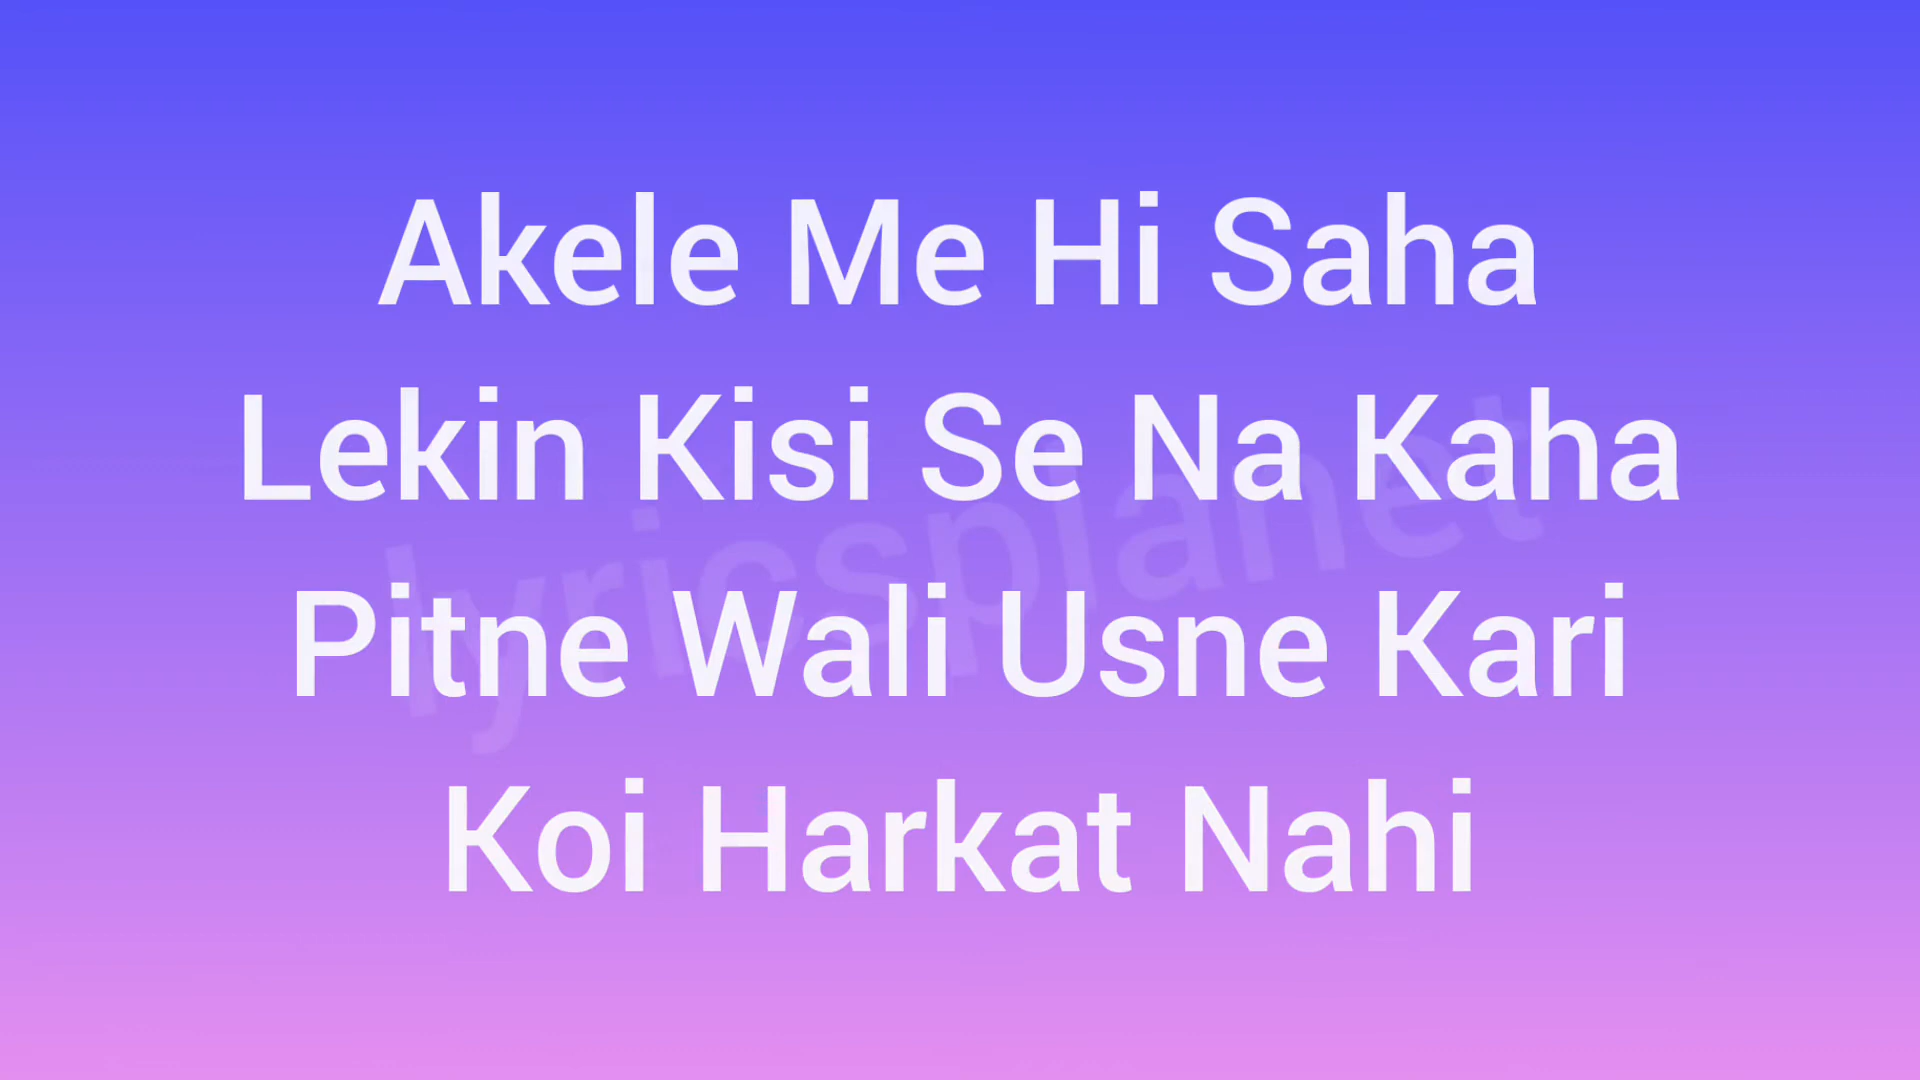 Akele Me Hi Saha
Lekin Kisi Se Na Kaha
lyricsplanet
Pitne Wali Usne Kari
Koi Harkat Nahi